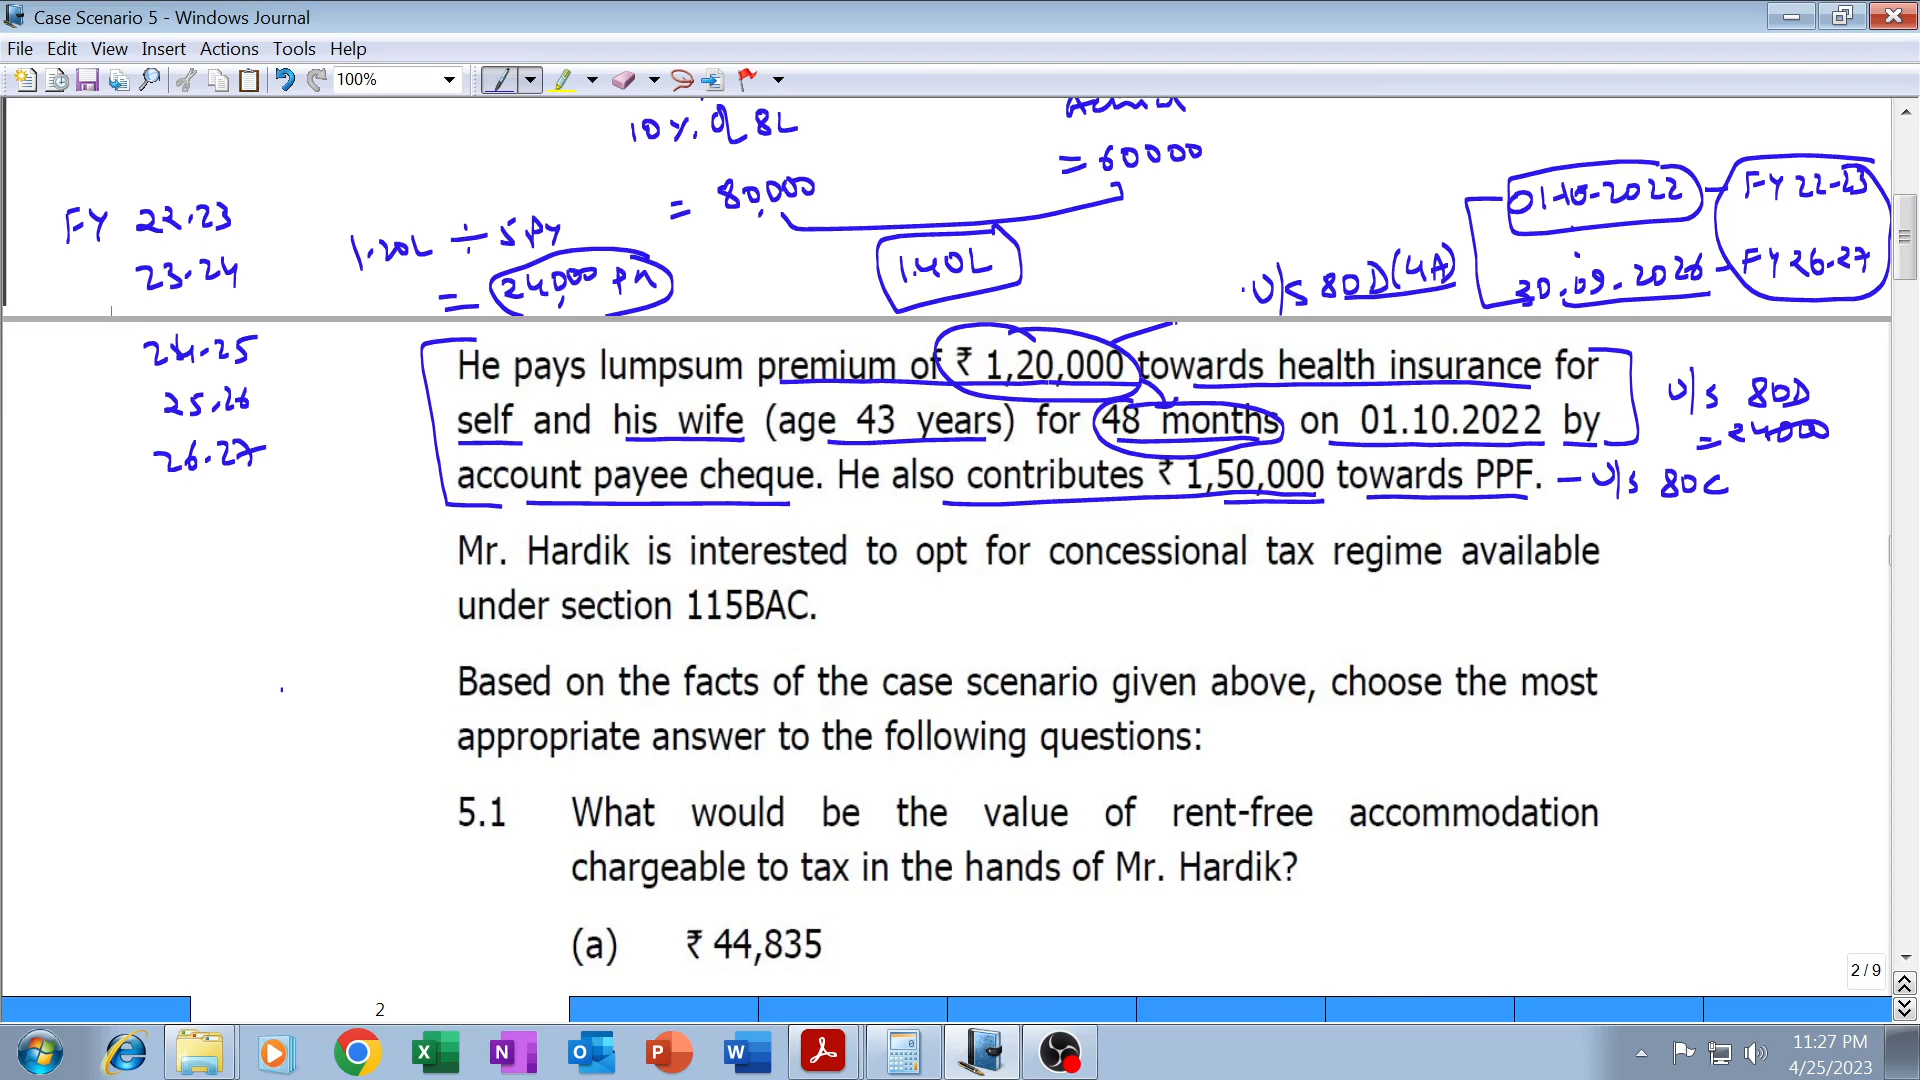 Case Scenario 5 - Windows Journal
File Edit View Insert Actions Tools Help
100%
10 %. of 8L
= 80,000
Actual
= 60000
1.40L
FY 22-23
23-24
24-25
25-26
26-27
1.20L ÷ 5 PY
= 24,000 pa
U/s 80D(4A)
01-10-2022 - FY 22-23
30.09.2026 - FY 26-27
He pays lumpsum premium of ₹ 1,20,000 towards health insurance for
self and his wife (age 43 years) for 48 months on 01.10.2022 by
account payee cheque. He also contributes ₹ 1,50,000 towards PPF. - U/s 80C
U/s 80D
= 24000
Mr. Hardik is interested to opt for concessional tax regime available
under section 115BAC.
Based on the facts of the case scenario given above, choose the most
appropriate answer to the following questions:
5.1 What would be the value of rent-free accommodation
chargeable to tax in the hands of Mr. Hardik?
(a) ₹ 44,835
2 / 9
2
11:27 PM
4/25/2023